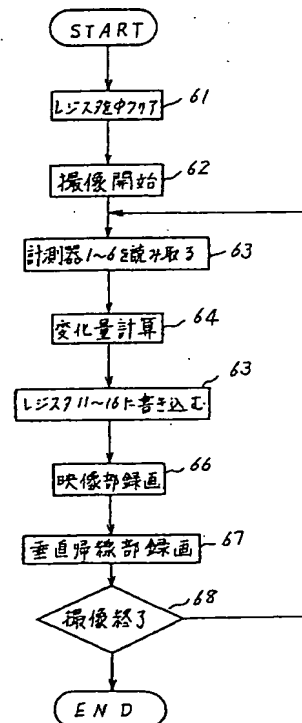 START
レジスタをクリア 61
撮像開始 62
計測器1~6を読み取る 63
変化量計算 64
レジスタ11~16に書き込む 63
映像部録画 66
垂直帰線部録画 67
撮像終了 68
END